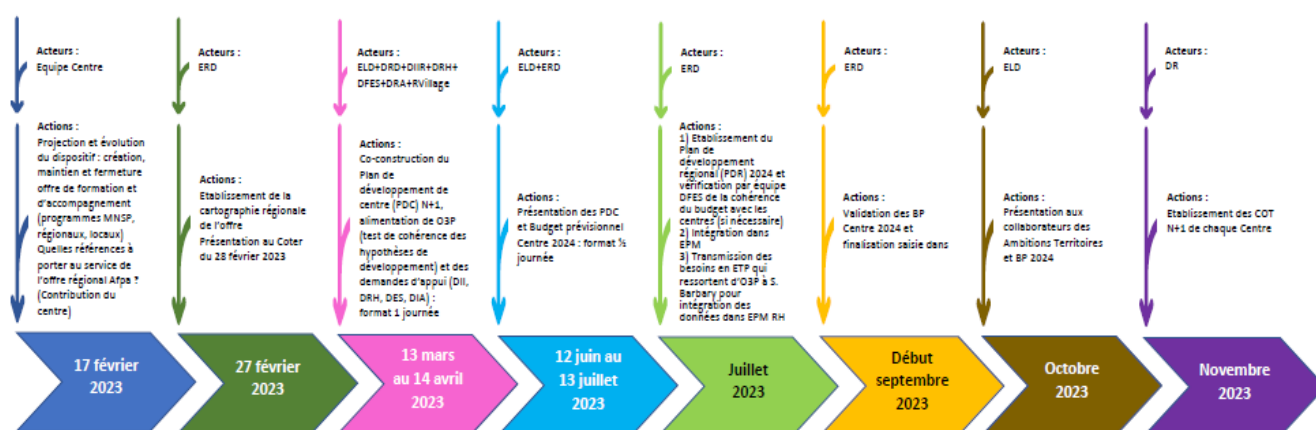 Acteurs :
Equipe Centre
Actions :
Projection et évolution
du dispositif : création,
maintien et fermeture
offre de formation et
d'accompagnement
(programmes MNSP,
régionaux, locaux)
Quelles références à
porter au service de
l'offre régional Afpa ?
(Contribution du
centre)
17 février
2023
Acteurs :
ERD
Actions :
Etablissement de la
cartographie régionale
de l'offre
Présentation au Coter
du 28 février 2023
27 février
2023
Acteurs :
ELD+DRD+DIIR+DRH+
DFES+DRA+RVillage
Actions :
Co-construction du
Plan de
développement de
centre (PDC) N+1,
alimentation de O3P
(test de cohérence des
hypothèses de
développement) et des
demandes d'appui (DII,
DRH, DES, DIA) :
format 1 journée
13 mars
au 14 avril
2023
Acteurs :
ELD+ERD
Actions :
Présentation des PDC
et Budget prévisionnel
Centre 2024 : format ½
journée
12 juin au
13 juillet
2023
Acteurs :
ERD
Actions :
1) Etablissement du
Plan de
développement
régional (PDR) 2024 et
vérification par équipe
DFES de la cohérence
du budget avec les
centres (si nécessaire)
2) Intégration dans
EPM
3) Transmission des
besoins en ETP qui
ressortent d'O3P à S.
Barbary pour
intégration des
données dans EPM RH
Juillet
2023
Acteurs :
ERD
Actions :
Validation des BP
Centre 2024 et
finalisation saisie dans
Début
septembre
2023
Acteurs :
ELD
Actions :
Présentation aux
collaborateurs des
Ambitions Territoires
et BP 2024
Octobre
2023
Acteurs :
DR
Actions :
Etablissement des COT
N+1 de chaque Centre
Novembre
2023